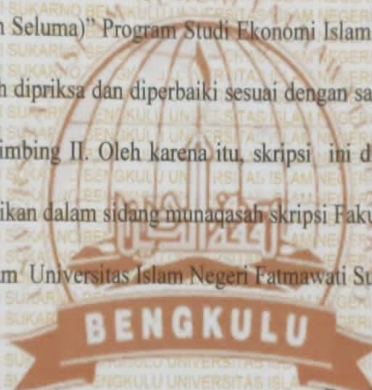 n Seluma)” Program Studi Ekonomi Islam
h dipriksa dan diperbaiki sesuai dengan sa
imbing II. Oleh karena itu, skripsi ini d
ikan dalam sidang munaqasah skripsi Faku
m Universitas Islam Negeri Fatmawati Su
BENGKULU